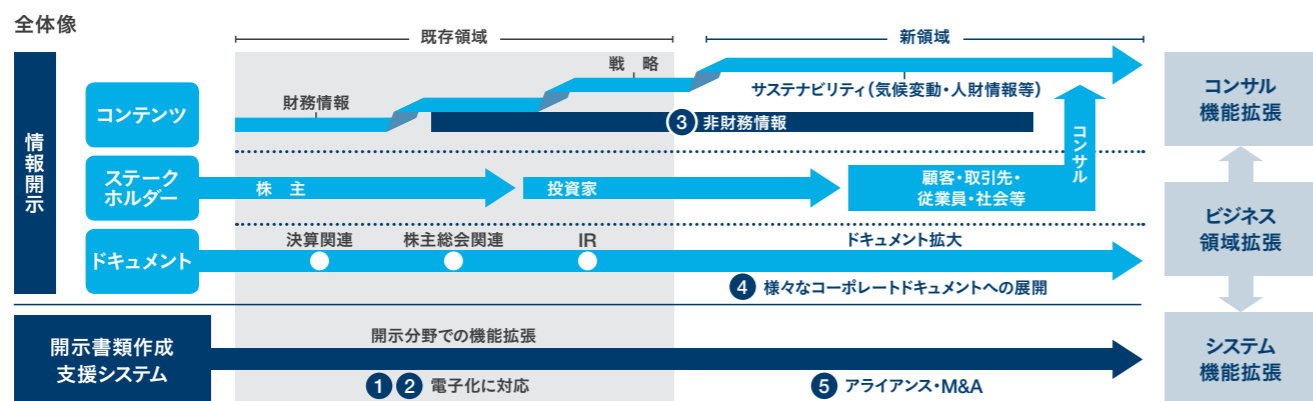 全体像
既存領域
新領域
情報開示
コンテンツ
財務情報
戦 略
サステナビリティ（気候変動・人財情報等）
3 非財務情報
コンサル
ステーク
ホルダー
株 主
投資家
顧客・取引先・
従業員・社会等
ドキュメント
決算関連
株主総会関連
IR
ドキュメント拡大
4 様々なコーポレートドキュメントへの展開
開示書類作成
支援システム
開示分野での機能拡張
1 2 電子化に対応
5 アライアンス・M&A
コンサル
機能拡張
ビジネス
領域拡張
システム
機能拡張